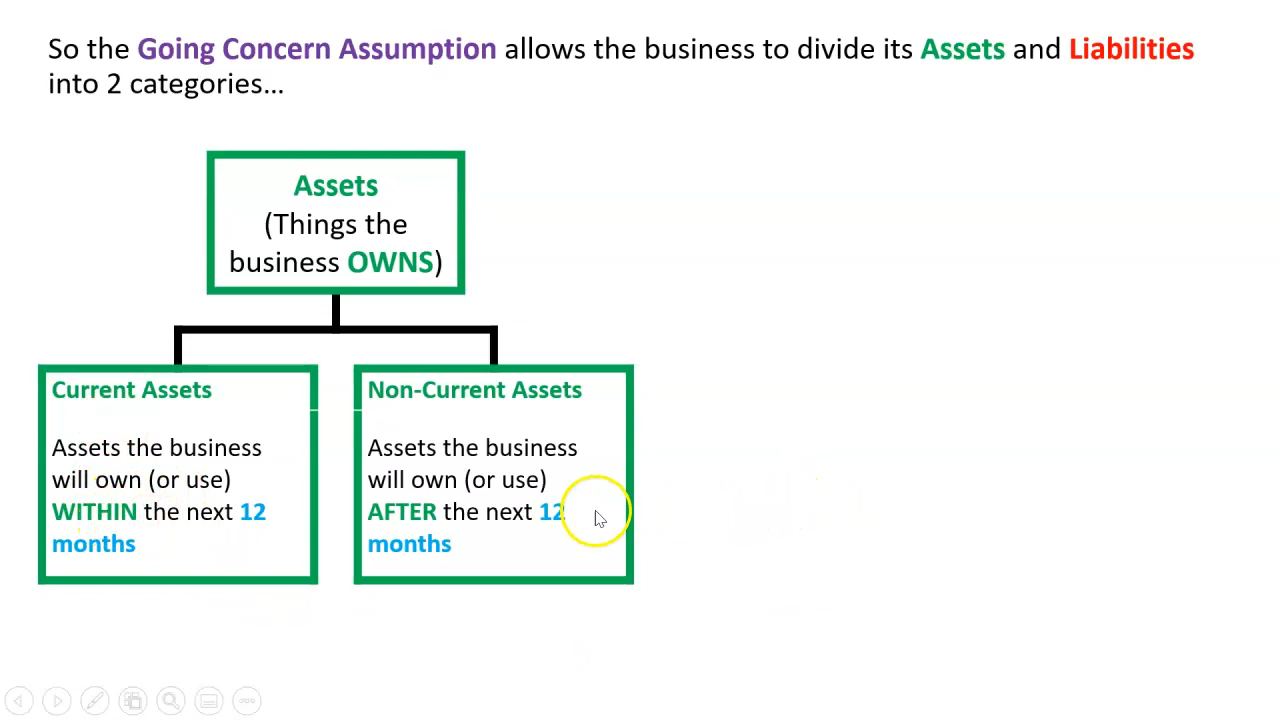 So the Going Concern Assumption allows the business to divide its Assets and Liabilities
into 2 categories…
Assets
(Things the
business OWNS)
Current Assets
Assets the business
will own (or use)
WITHIN the next 12
months
Non-Current Assets
Assets the business
will own (or use)
AFTER the next 12
months